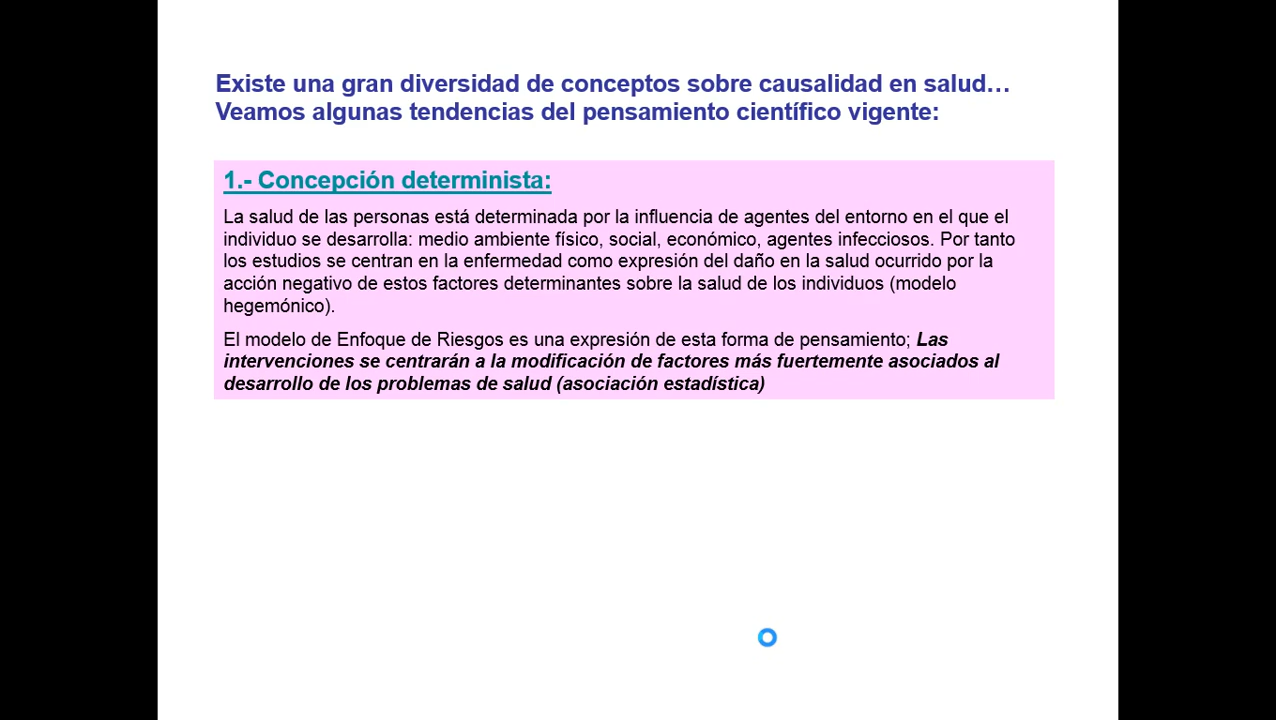 Existe una gran diversidad de conceptos sobre causalidad en salud…
Veamos algunas tendencias del pensamiento científico vigente:
1.- Concepción determinista:
La salud de las personas está determinada por la influencia de agentes del entorno en el que el
individuo se desarrolla: medio ambiente físico, social, económico, agentes infecciosos. Por tanto
los estudios se centran en la enfermedad como expresión del daño en la salud ocurrido por la
acción negativo de estos factores determinantes sobre la salud de los individuos (modelo
hegemónico).
El modelo de Enfoque de Riesgos es una expresión de esta forma de pensamiento; Las
intervenciones se centrarán a la modificación de factores más fuertemente asociados al
desarrollo de los problemas de salud (asociación estadística)